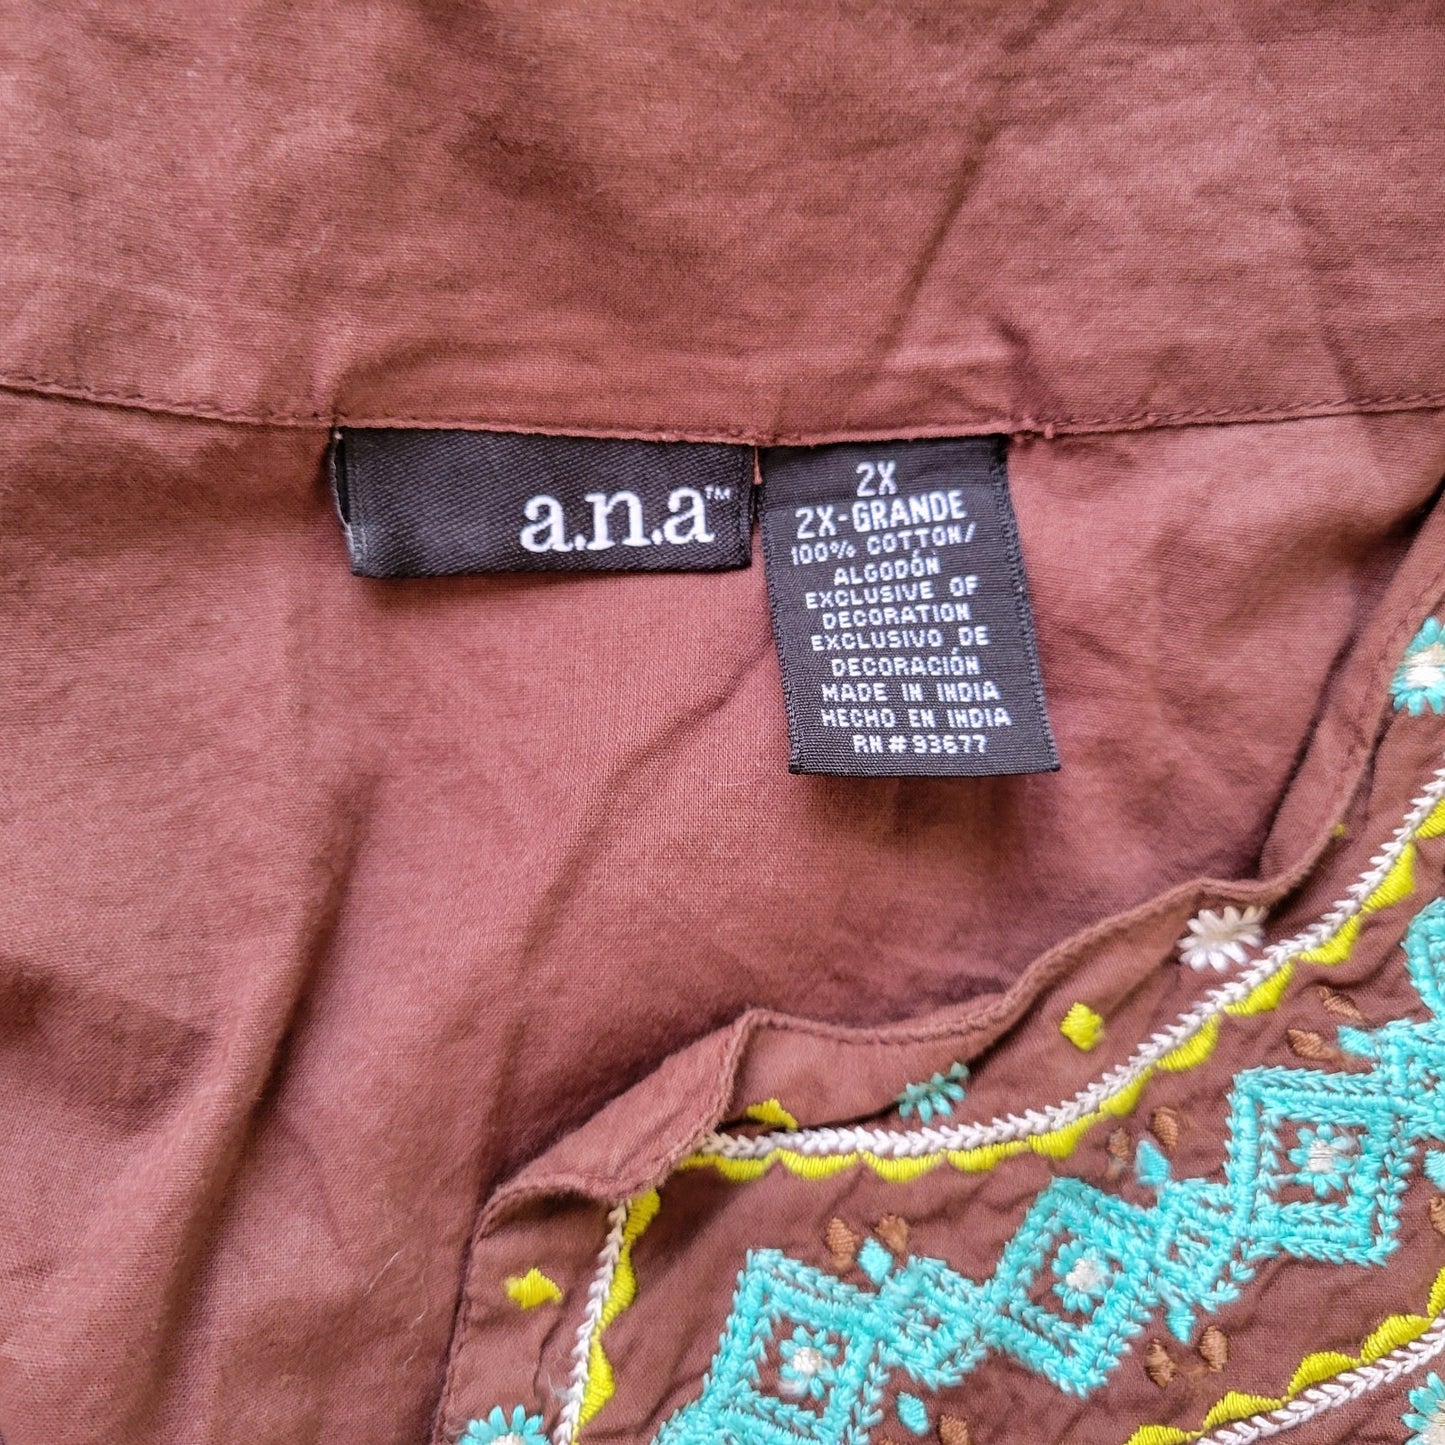 a.n.a™
2X
2X-GRANDE
100% COTTON/
ALGODÓN
EXCLUSIVE OF
DECORATION
EXCLUSIVO DE
DECORACIÓN
MADE IN INDIA
HECHO EN INDIA
RN#93677